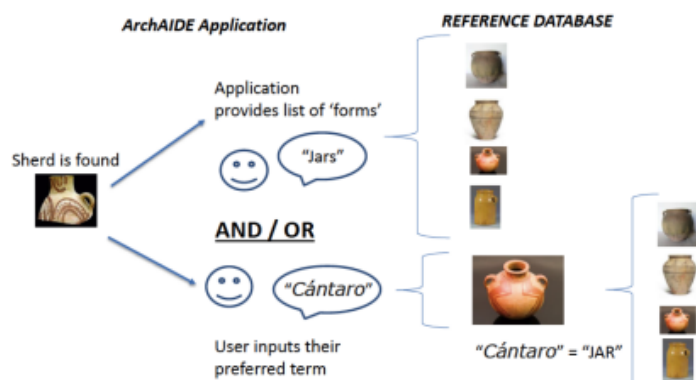 ArchAIDE Application
REFERENCE DATABASE
Application
provides list of ‘forms’
Sherd is found
“Jars”
AND / OR
“Cántaro”
“Cántaro” = “JAR”
User inputs their
preferred term